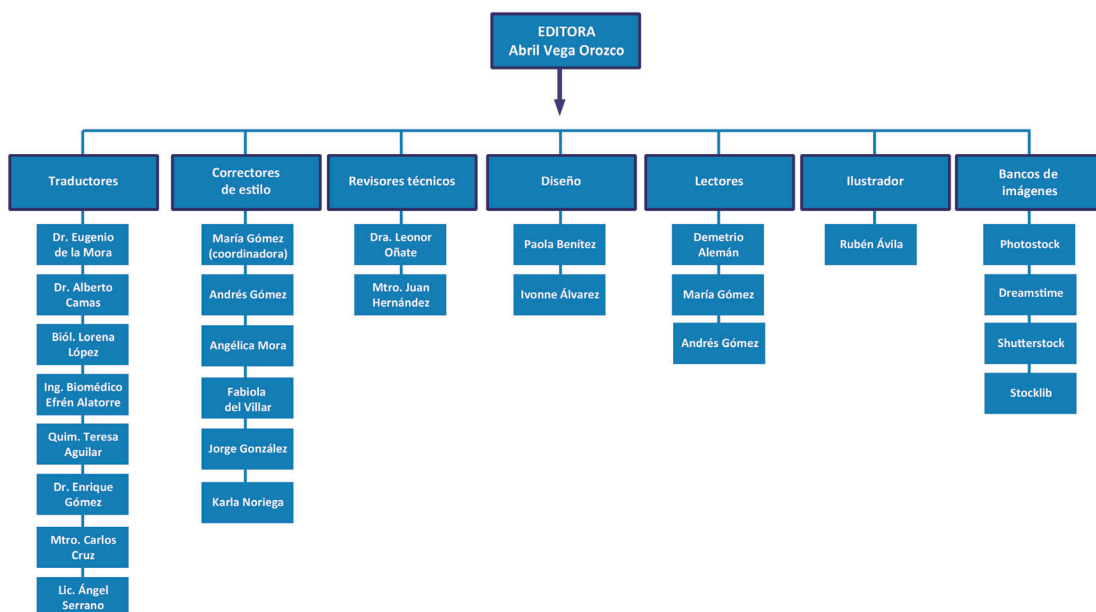 EDITORA
Abril Vega Orozco
Traductores
Dr. Eugenio
de la Mora
Dr. Alberto
Camas
Biól. Lorena
López
Ing. Biomédico
Efrén Alatorre
Quim. Teresa
Aguilar
Dr. Enrique
Gómez
Mtro. Carlos
Cruz
Lic. Ángel
Serrano
Correctores
de estilo
María Gómez
(coordinadora)
Andrés Gómez
Angélica Mora
Fabiola
del Villar
Jorge González
Karla Noriega
Revisores técnicos
Dra. Leonor
Oñate
Mtro. Juan
Hernández
Diseño
Paola Benítez
Ivonne Álvarez
Lectores
Demetrio
Alemán
María Gómez
Andrés Gómez
Ilustrador
Rubén Ávila
Bancos de
imágenes
Photostock
Dreamstime
Shutterstock
Stocklib